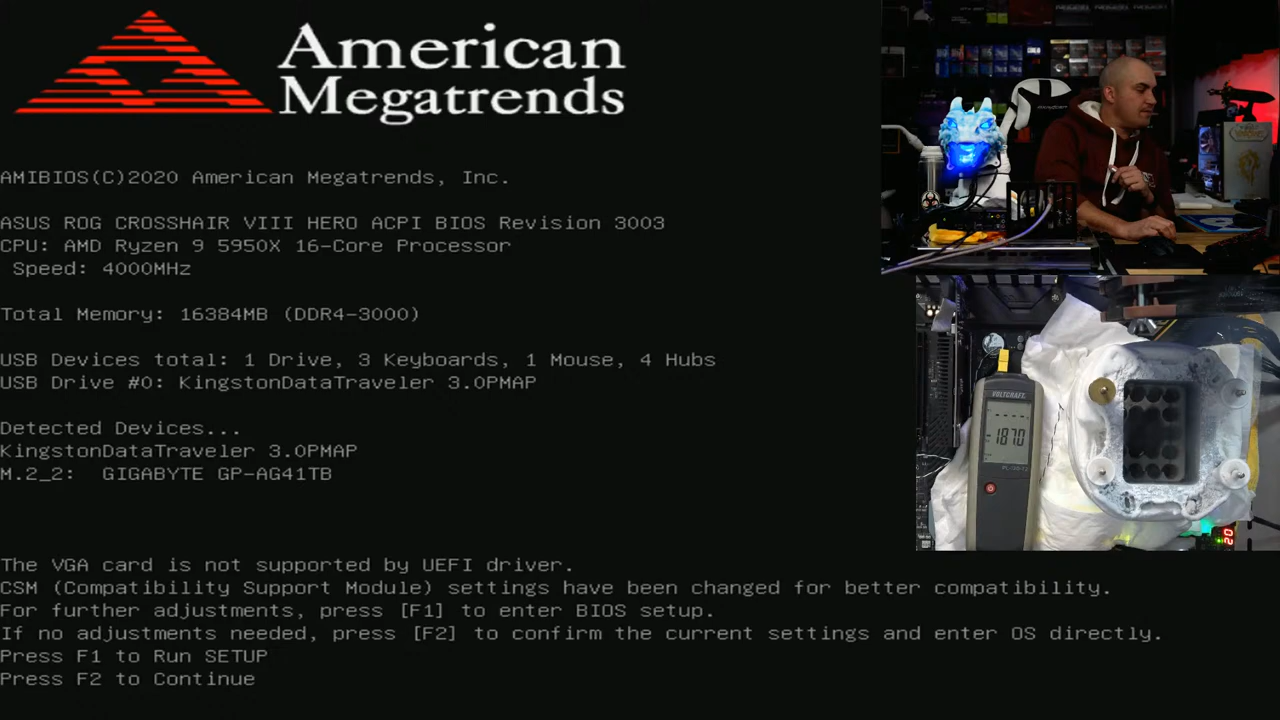 American
Megatrends
AMIBIOS(C)2020 American Megatrends, Inc.
ASUS ROG CROSSHAIR VIII HERO ACPI BIOS Revision 3003
CPU: AMD Ryzen 9 5950X 16-Core Processor
Speed: 4000MHz
Total Memory: 16384MB (DDR4-3000)
USB Devices total: 1 Drive, 3 Keyboards, 1 Mouse, 4 Hubs
USB Drive #0: KingstonDataTraveler 3.0PMAP
Detected Devices...
KingstonDataTraveler 3.0PMAP
M.2_2: GIGABYTE GP-AG41TB
The VGA card is not supported by UEFI driver.
CSM (Compatibility Support Module) settings have been changed for better compatibility.
For further adjustments, press [F1] to enter BIOS setup.
If no adjustments needed, press [F2] to confirm the current settings and enter OS directly.
Press F1 to Run SETUP
Press F2 to Continue
VOLTCRAFT
----
-187.0
20